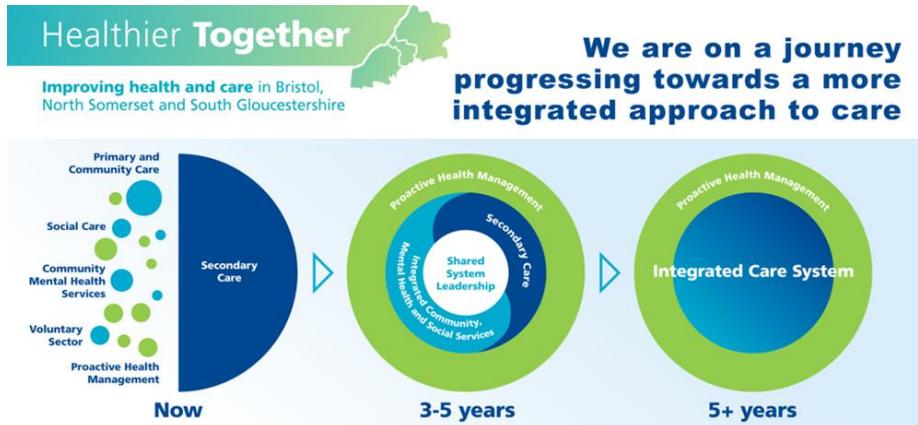 Healthier Together
Improving health and care in Bristol,
North Somerset and South Gloucestershire
We are on a journey
progressing towards a more
integrated approach to care
Primary and
Community Care
Social Care
Community
Mental Health
Services
Voluntary
Sector
Proactive Health
Management
Secondary
Care
Now
Proactive Health Management
Secondary Care
Integrated Community,
Mental Health and Social Services
Shared
System
Leadership
3-5 years
Proactive Health Management
Integrated Care System
5+ years